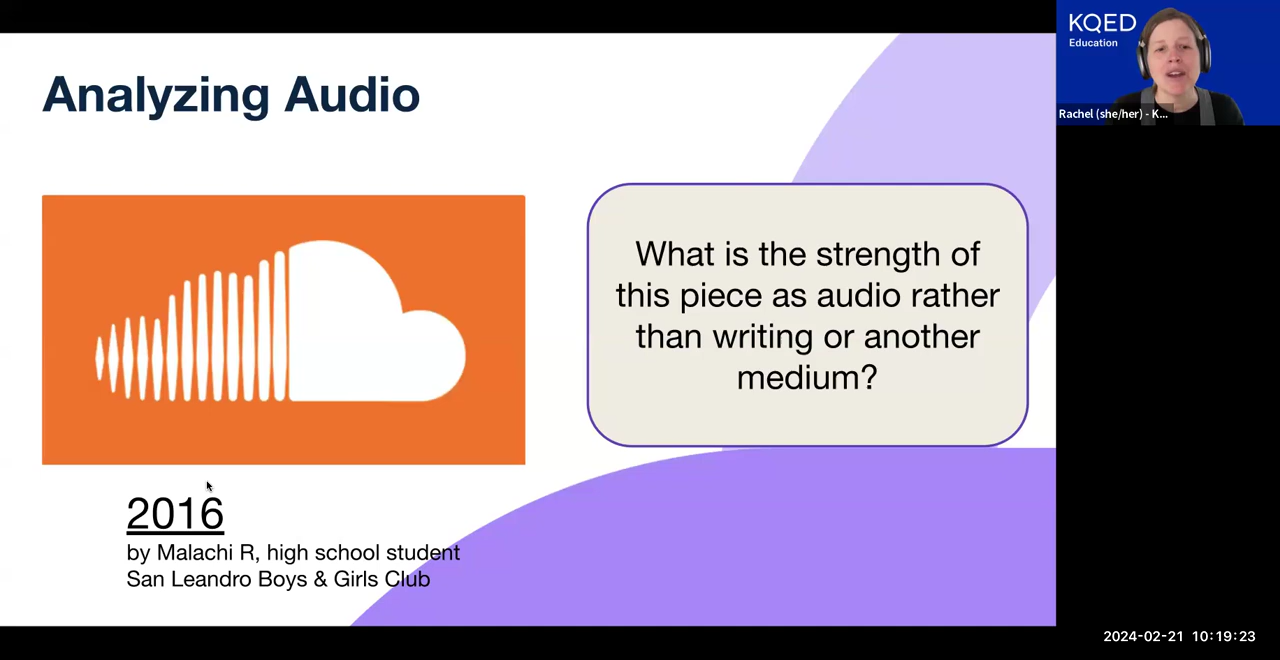 Analyzing Audio
What is the strength of
this piece as audio rather
than writing or another
medium?
2016
by Malachi R, high school student
San Leandro Boys & Girls Club
KQED
Education
Rachel (she/her) - K...
2024-02-21 10:19:23